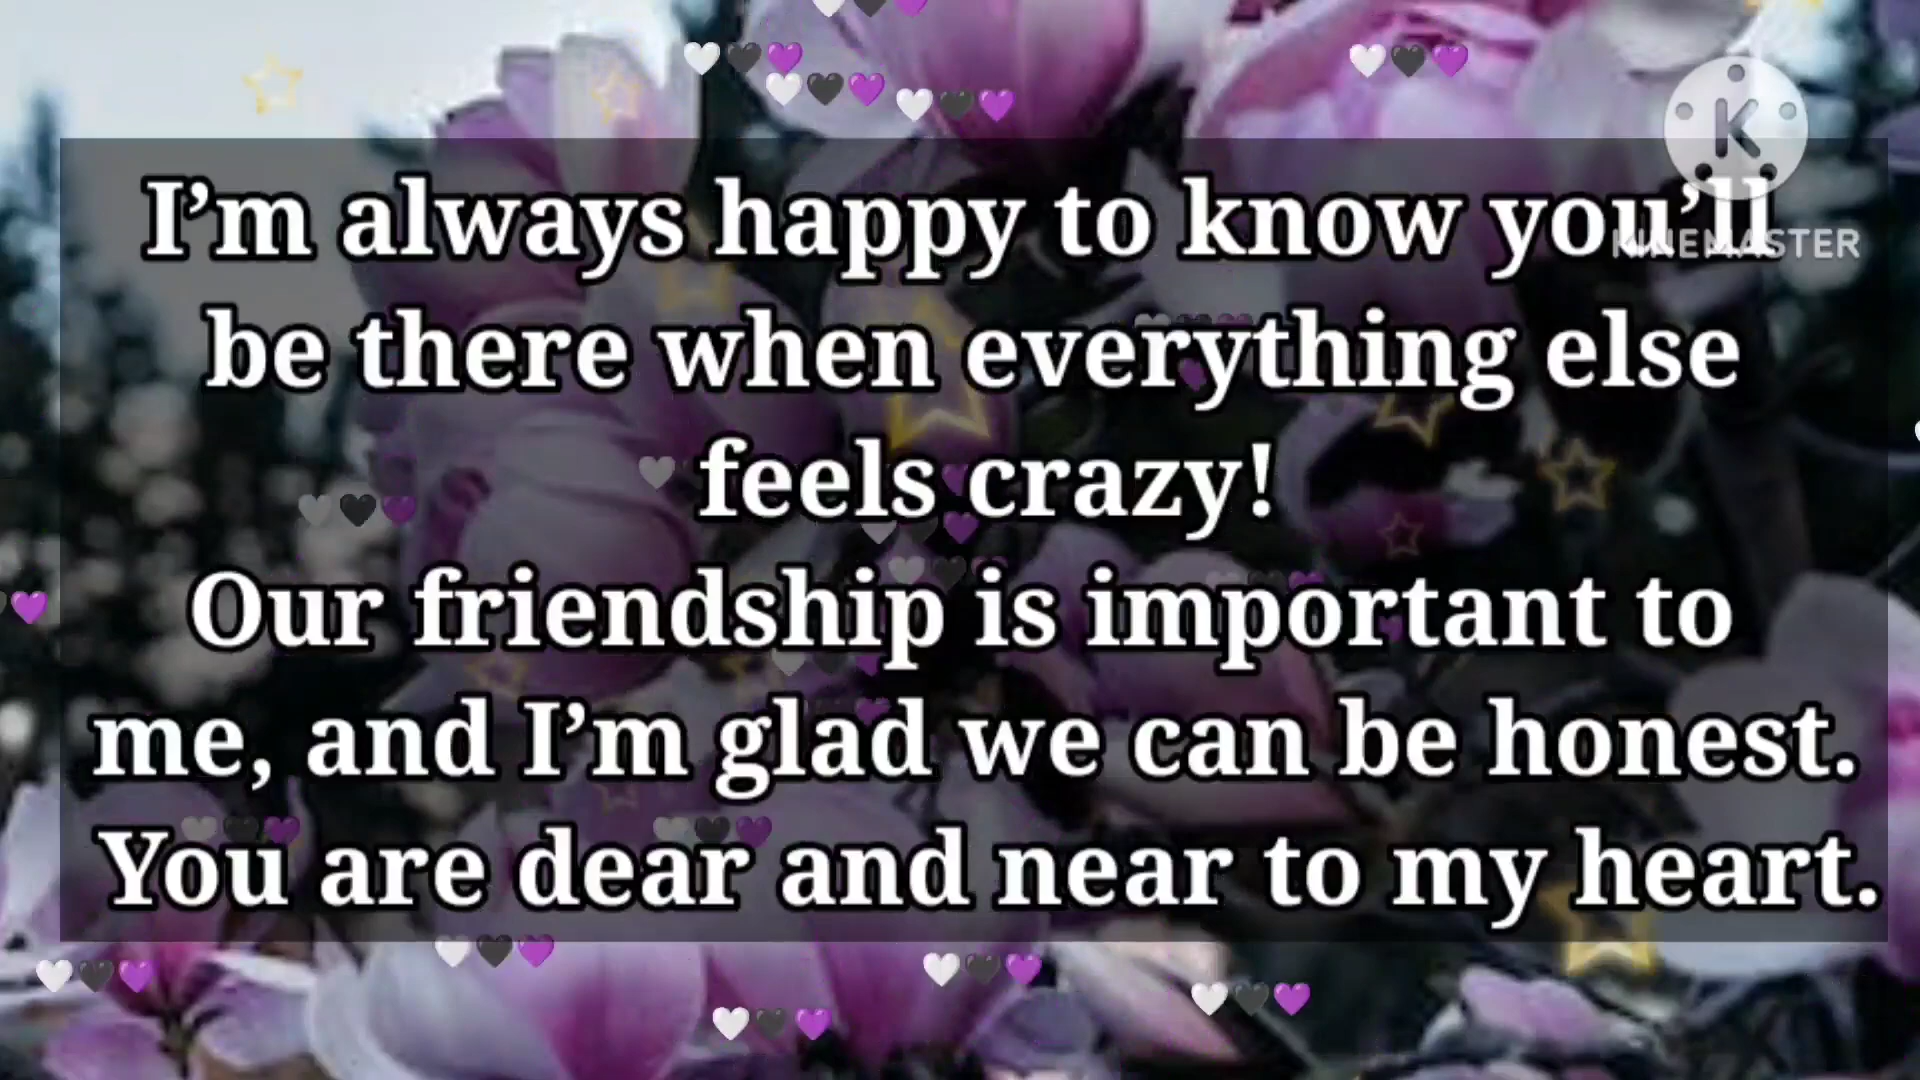 K
KINEMASTER
I’m always happy to know you’ll
be there when everything else
feels crazy!
Our friendship is important to
me, and I’m glad we can be honest.
You are dear and near to my heart.